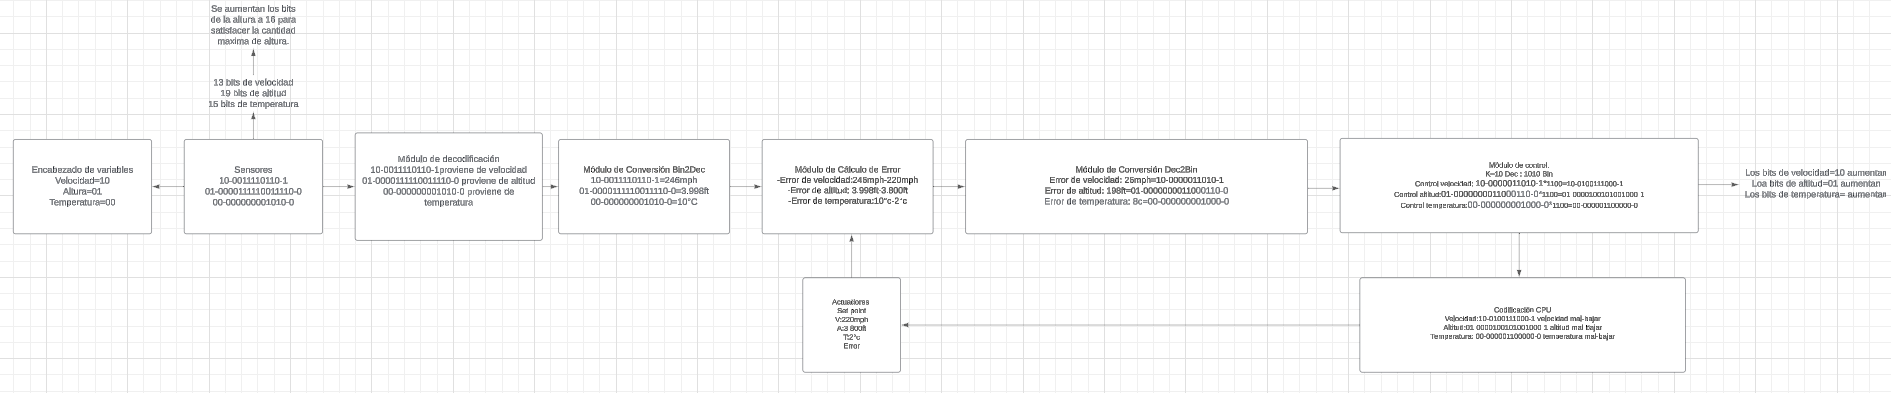 Se aumentan los bits
de la altura a 16 para
satisfacer la cantidad
maxima de altura.
13 bits de velocidad
19 bits de altitud
15 bits de temperatura
Encabezado de variables
Velocidad=10
Altura=01
Temperatura=00
Sensores
10-0011110110-1
01-0000111110011110-0
00-000000001010-0
Módulo de decodificación
10-0011110110-1proviene de velocidad
01-0000111110011110-0 proviene de altitud
00-000000001010-0 proviene de
temperatura
Módulo de Conversión Bin2Dec
10-0011110110-1=246mph
01-0000111110011110-0=3.998ft
00-000000001010-0=10°C
Módulo de Cálculo de Error
-Error de velocidad:246mph-220mph
-Error de altitud: 3.998ft-3.800ft
-Error de temperatura:10°c-2°c
Módulo de Conversión Dec2Bin
Error de velocidad: 26mph=10-0000011010-1
Error de altitud: 198ft=01-0000000011000110-0
Error de temperatura: 8c=00-000000001000-0
Módulo de control.
K=10 Dec : 1010 Bin
Control velocidad: 10-0000011010-1*1100=10-0100111000-1
Control altitud:01-0000000011000110-0*1100=01 0000100101001000 1
Control temperatura:00-000000001000-0*1100=00-000001100000-0
Los bits de velocidad=10 aumentan
Loa bits de altitud=01 aumentan
Los bits de temperatura= aumentan
Actuadores
Set point
V:220mph
A:3 800ft
T:2°c
Error
Codificación CPU
Velocidad:10-0100111000-1 velocidad mal-bajar
Altitud:01 0000100101001000 1 altitud mal bajar
Temperatura: 00-000001100000-0 temperatura mal-bajar